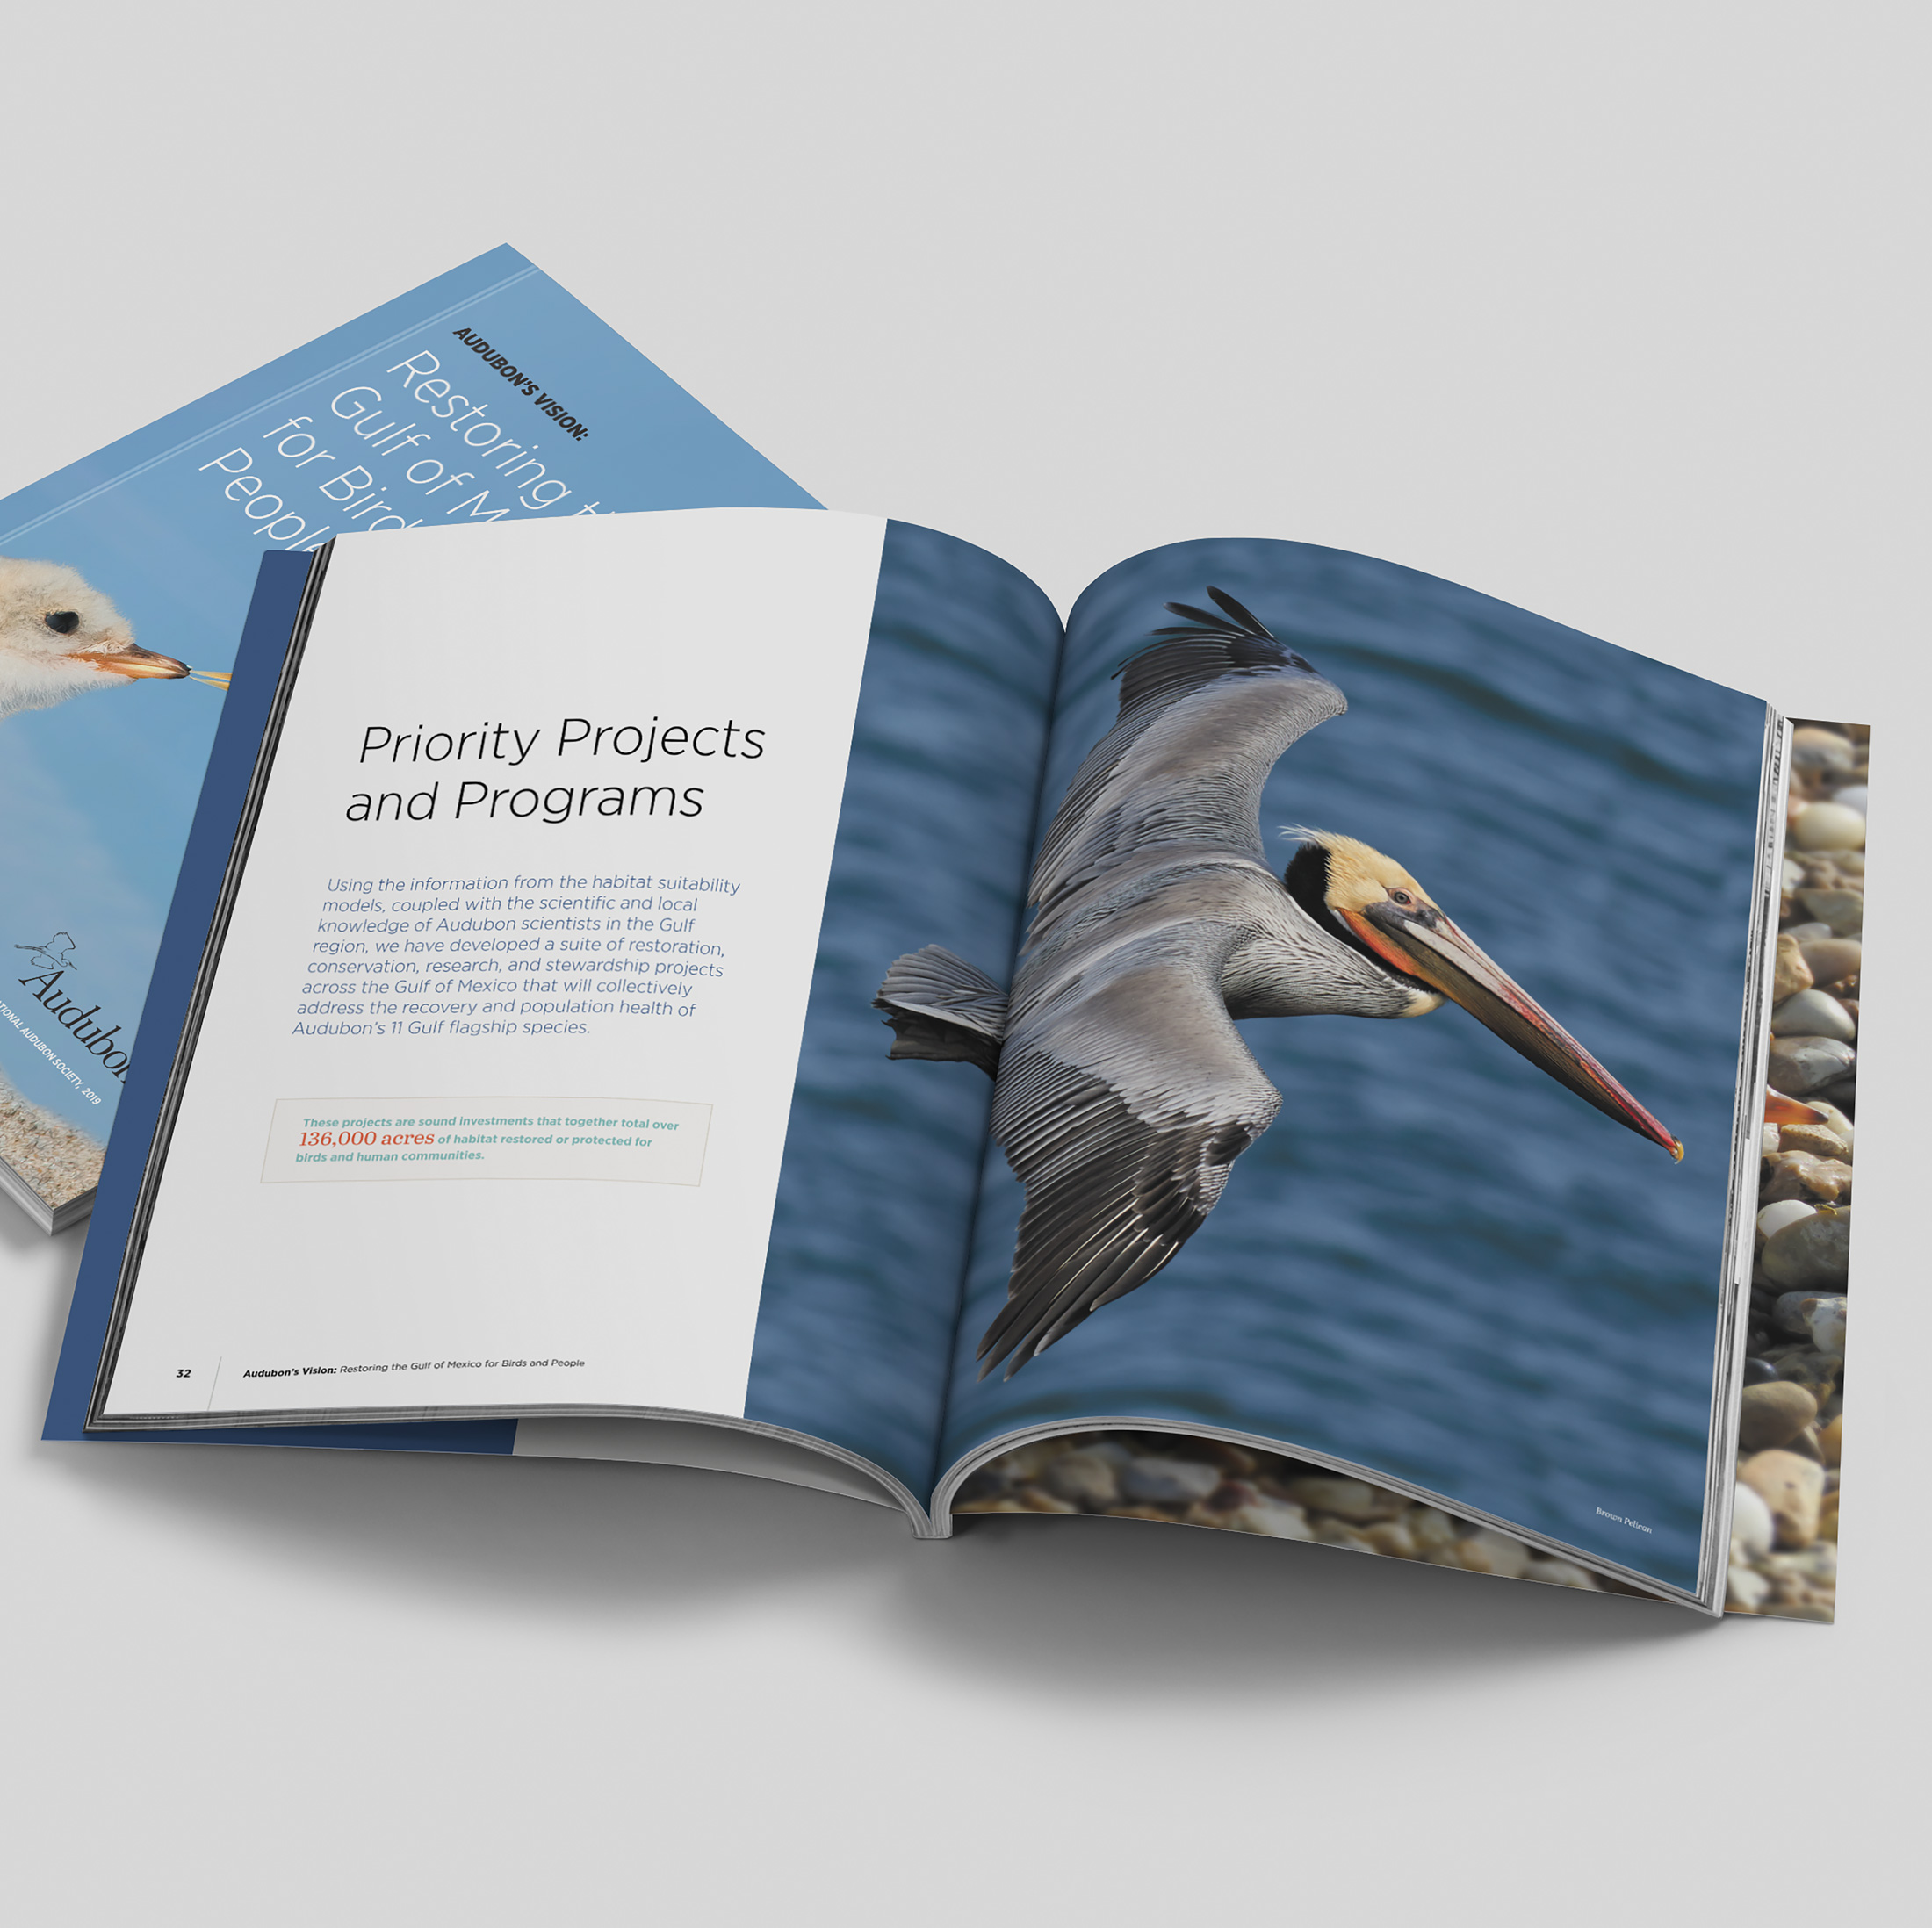 AUDUBON'S VISION:
Restoring
Gulf of
for
Audubon
AUDUBON SOCIETY, 2019
Priority Projects
and Programs
Using the information from the habitat suitability
models, coupled with the scientific and local
knowledge of Audubon scientists in the Gulf
region, we have developed a suite of restoration,
conservation, research, and stewardship projects
across the Gulf of Mexico that will collectively
address the recovery and population health of
Audubon's 11 Gulf flagship species.
These projects are sound investments that together total over
136,000 acres of habitat restored or protected for
birds and human communities.
32
Audubon's Vision: Restoring the Gulf of Mexico for Birds and People
Brown Pelican